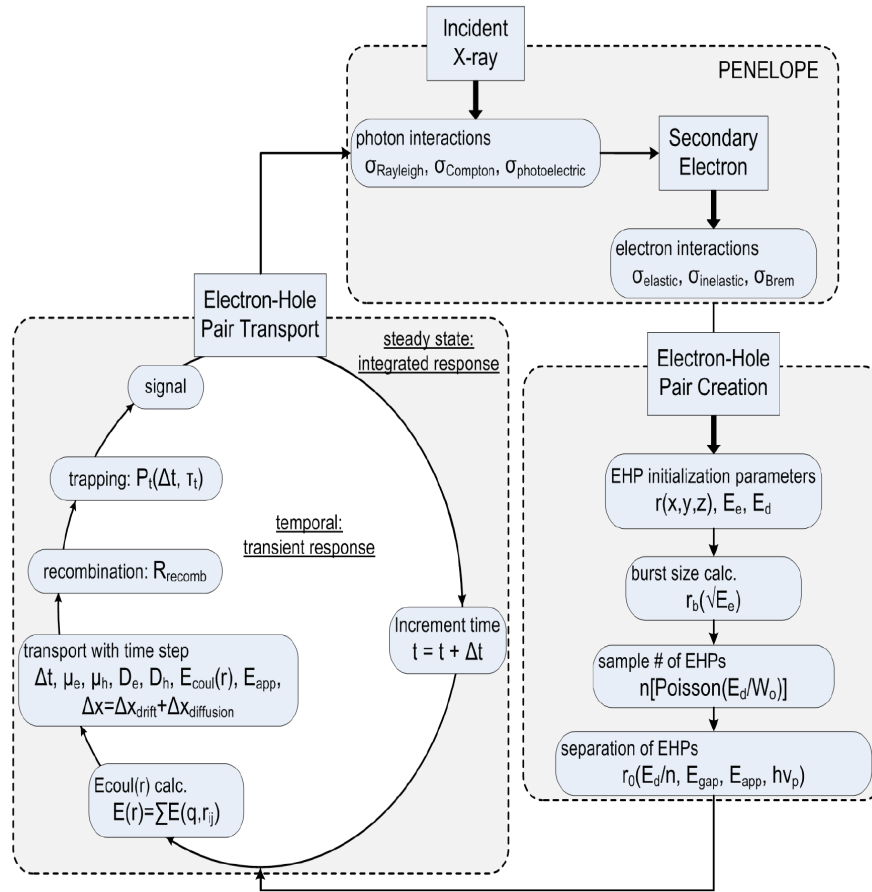 Incident
X-ray
PENELOPE
photon interactions
σRayleigh, σCompton, σphotoelectric
Secondary
Electron
electron interactions
σelastic, σinelastic, σBrem
Electron-Hole
Pair Transport
steady state:
integrated response
signal
trapping: Pt(Δt, τt)
temporal:
transient response
recombination: Rrecomb
Increment time
t = t + Δt
transport with time step
Δt, μe, μh, De, Dh, Ecoul(r), Eapp,
Δx=Δxdrift+Δxdiffusion
Ecoul(r) calc.
E(r)=∑E(q,rij)
Electron-Hole
Pair Creation
EHP initialization parameters
r(x,y,z), Ee, Ed
burst size calc.
rb(√Ee)
sample # of EHPs
n[Poisson(Ed/Wo)]
separation of EHPs
r0(Ed/n, Egap, Eapp, hνp)